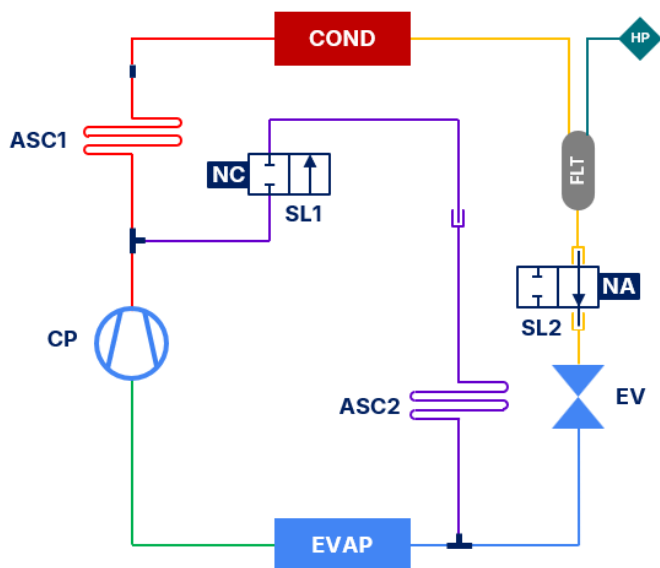 COND
HP
ASC1
NC
FLT
SL1
NA
SL2
CP
EV
ASC2
EVAP